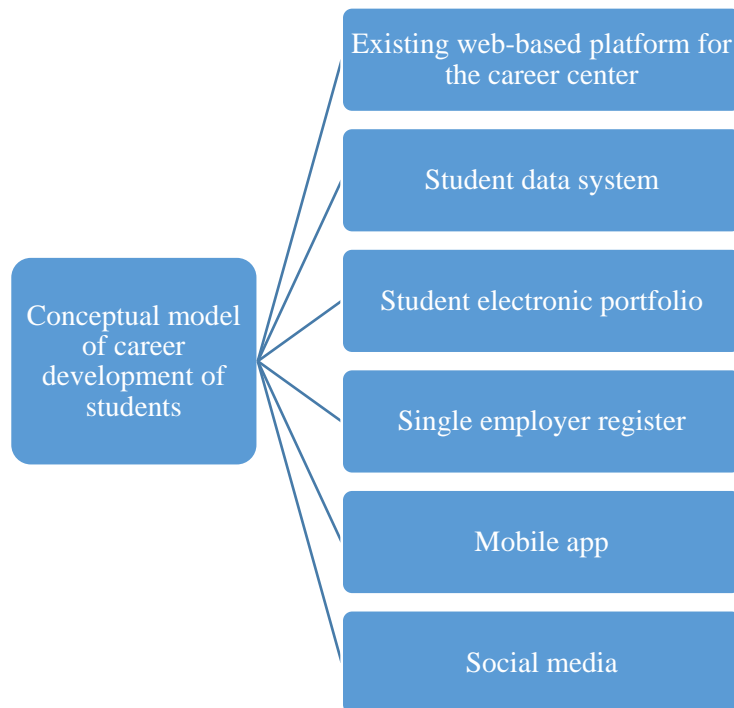 Existing web-based platform for
the career center
Student data system
Student electronic portfolio
Conceptual model
of career
development of
students
Single employer register
Mobile app
Social media